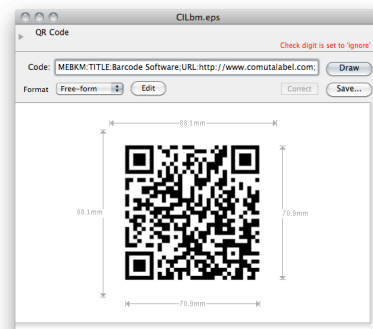 CILbm.eps
QR Code
Check digit is set to 'ignore'
Code: MEBKM:TITLE:Barcode Software;URL:http://www.comutalabel.com; Draw
Format Free-form Edit Correct Save...
88.1mm
88.1mm
70.9mm
70.9mm